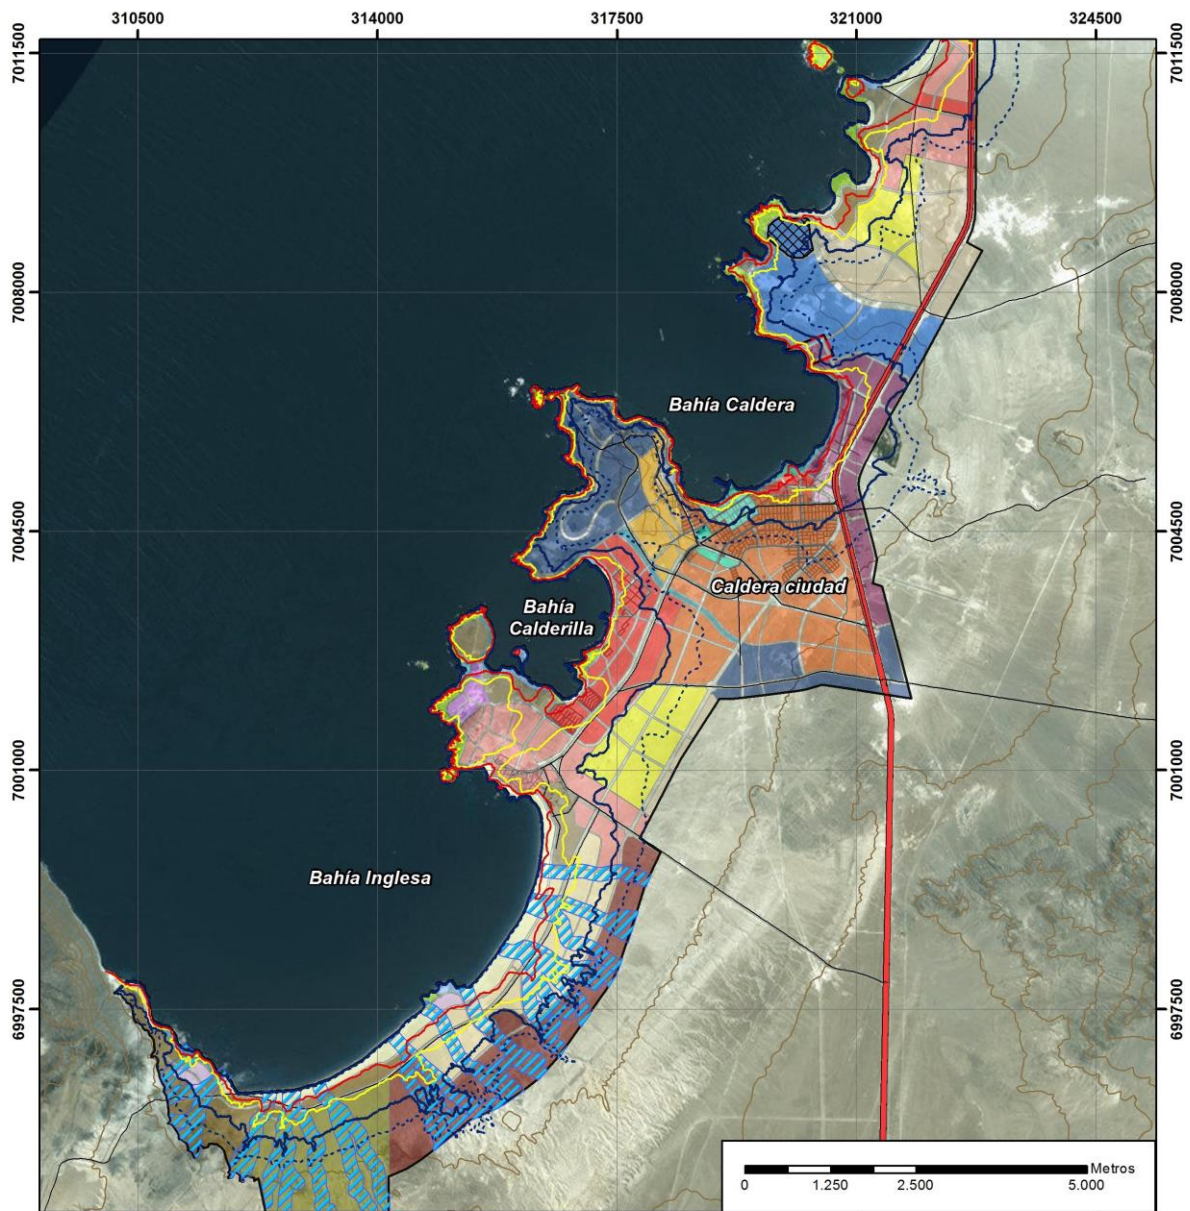 310500 314000 317500 321000 324500
7011500 7011500
7008000 7008000
Bahía Caldera
7004500 7004500
Caldera ciudad
Bahía
Calderilla
7001000 7001000
Bahía Inglesa
6997500 6997500
Metros
0 1.250 2.500 5.000